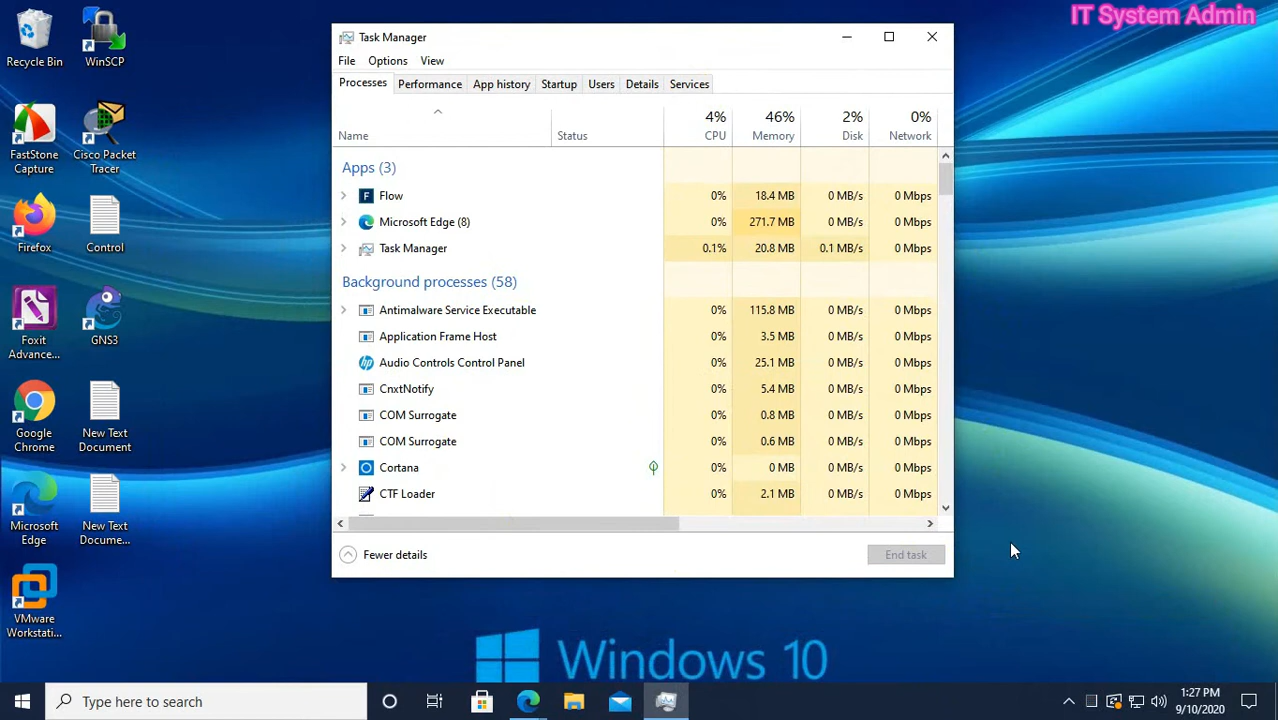 IT System Admin
Recycle Bin
WinSCP
FastStone
Capture
Cisco Packet
Tracer
Firefox
Control
Foxit
Advance...
GNS3
Google
Chrome
New Text
Document
Microsoft
Edge
New Text
Docume...
VMware
Workstati...
Task Manager
File Options View
Processes Performance App history Startup Users Details Services
4% 46% 2% 0%
Name Status CPU Memory Disk Network
Apps (3)
Flow 0% 18.4 MB 0 MB/s 0 Mbps
Microsoft Edge (8) 0% 271.7 MB 0 MB/s 0 Mbps
Task Manager 0.1% 20.8 MB 0.1 MB/s 0 Mbps
Background processes (58)
Antimalware Service Executable 0% 115.8 MB 0 MB/s 0 Mbps
Application Frame Host 0% 3.5 MB 0 MB/s 0 Mbps
Audio Controls Control Panel 0% 25.1 MB 0 MB/s 0 Mbps
CnxtNotify 0% 5.4 MB 0 MB/s 0 Mbps
COM Surrogate 0% 0.8 MB 0 MB/s 0 Mbps
COM Surrogate 0% 0.6 MB 0 MB/s 0 Mbps
Cortana 0% 0 MB 0 MB/s 0 Mbps
CTF Loader 0% 2.1 MB 0 MB/s 0 Mbps
Fewer details End task
Windows 10
Type here to search
1:27 PM
9/10/2020